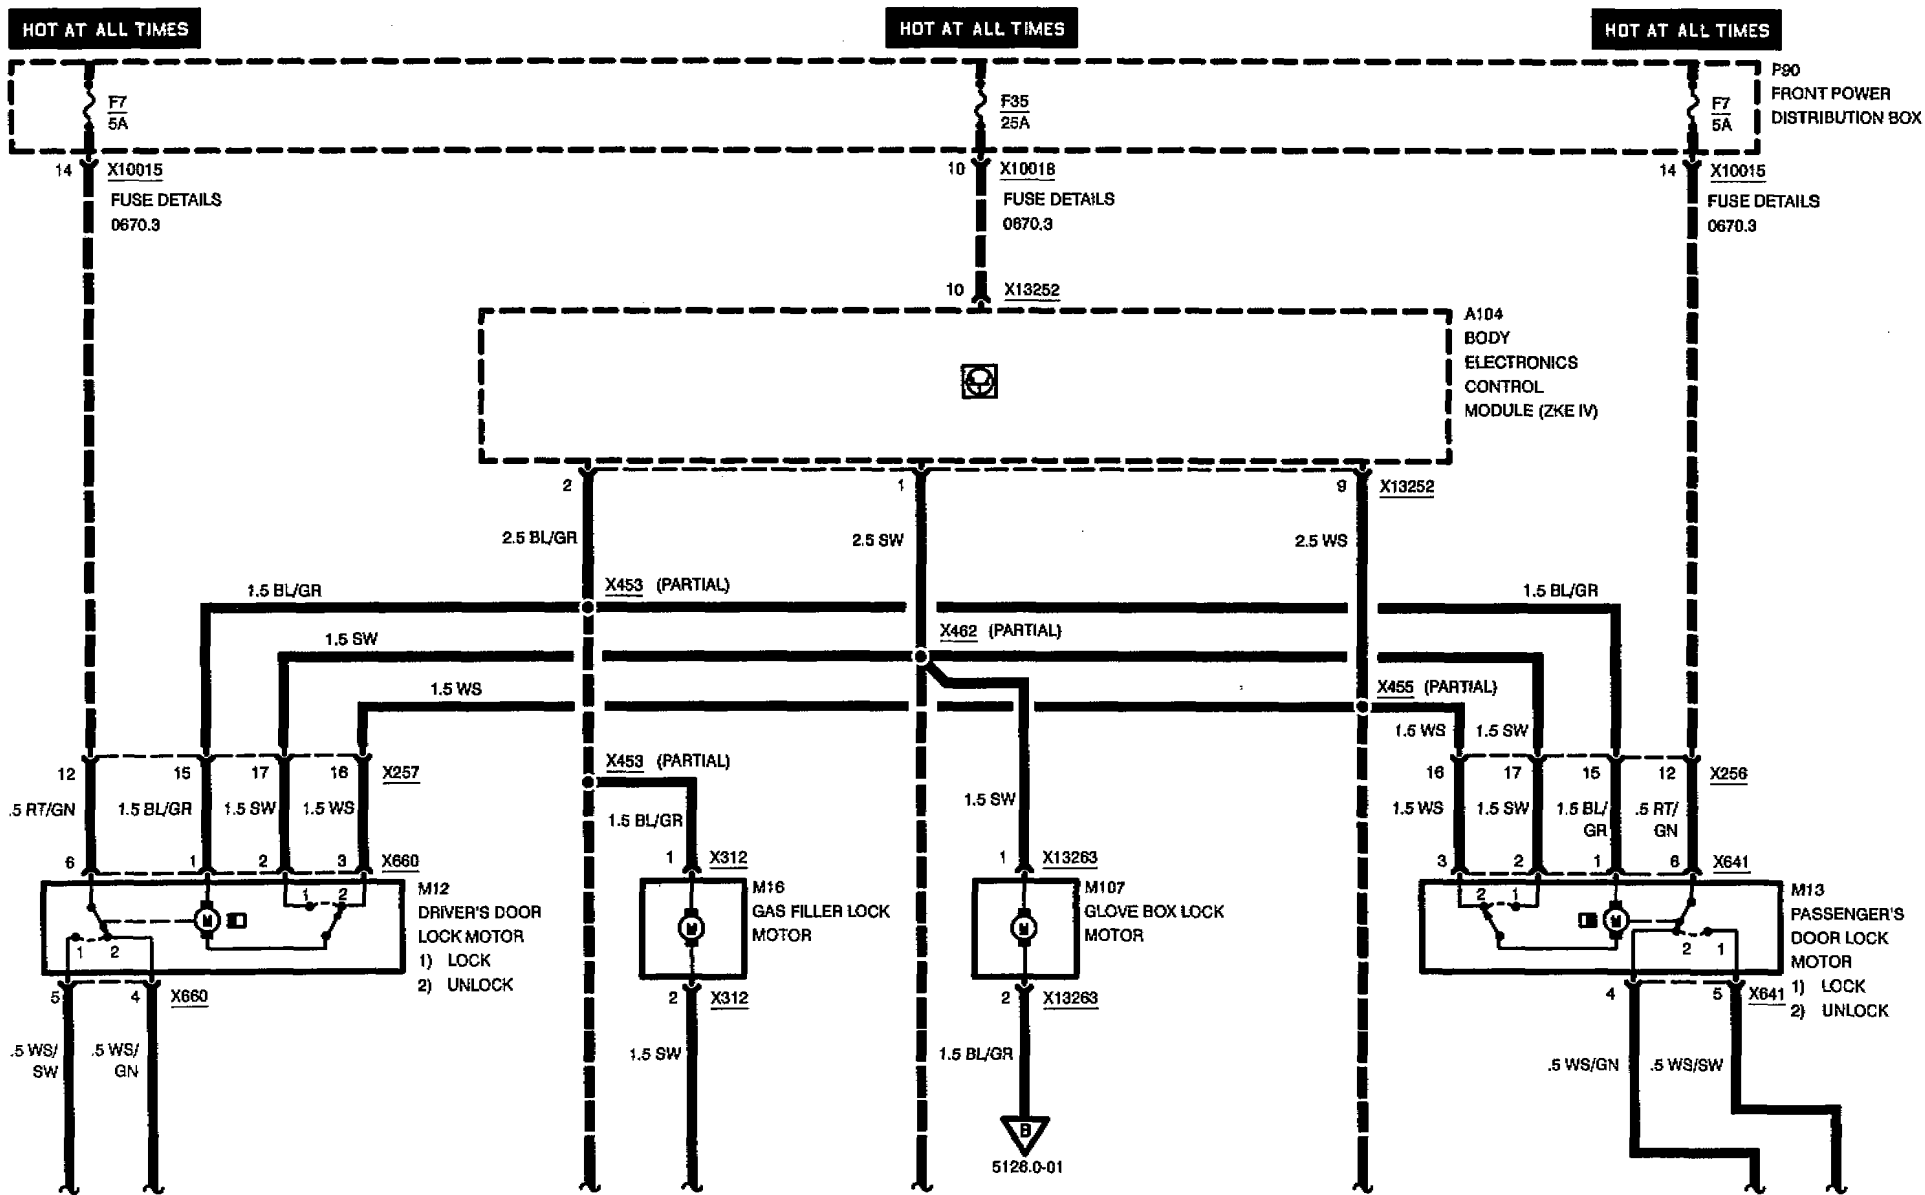 HOT AT ALL TIMES
HOT AT ALL TIMES
HOT AT ALL TIMES
P90
FRONT POWER
DISTRIBUTION BOX
F7
5A
F35
25A
F7
5A
14 X10015
FUSE DETAILS
0670.3
10 X10018
FUSE DETAILS
0670.3
14 X10015
FUSE DETAILS
0670.3
10 X13252
A104
BODY
ELECTRONICS
CONTROL
MODULE (ZKE IV)
2 1 9 X13252
2.5 BL/GR 2.5 SW 2.5 WS
1.5 BL/GR X453 (PARTIAL) 1.5 BL/GR
1.5 SW X462 (PARTIAL)
1.5 WS X455 (PARTIAL)
1.5 WS 1.5 SW
X453 (PARTIAL)
12 15 17 16 X257
.5 RT/GN 1.5 BL/GR 1.5 SW 1.5 WS
6 1 2 3 X660
1 2
M
1 2
M12
DRIVER'S DOOR
LOCK MOTOR
1) LOCK
2) UNLOCK
5 4 X660
.5 WS/
SW
.5 WS/
GN
1.5 BL/GR
1 X312
M
M16
GAS FILLER LOCK
MOTOR
2 X312
1.5 SW
1.5 SW
1 X13263
M
M107
GLOVE BOX LOCK
MOTOR
2 X13263
1.5 BL/GR
B
5126.0-01
16 17 15 12 X256
1.5 WS 1.5 SW 1.5 BL/
GR
.5 RT/
GN
3 2 1 6 X641
2 1
M
2 1
M13
PASSENGER'S
DOOR LOCK
MOTOR
1) LOCK
2) UNLOCK
4 5 X641
.5 WS/GN .5 WS/SW